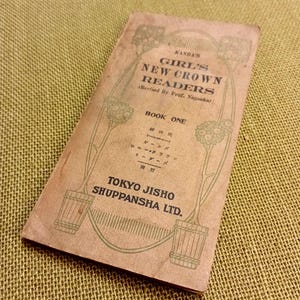 KANDA'S
GIRL'S
NEW CROWN
READERS
(Revised by Prof. Nagaoka)
BOOK ONE
TOKYO JISHO
SHUPPANSHA LTD.